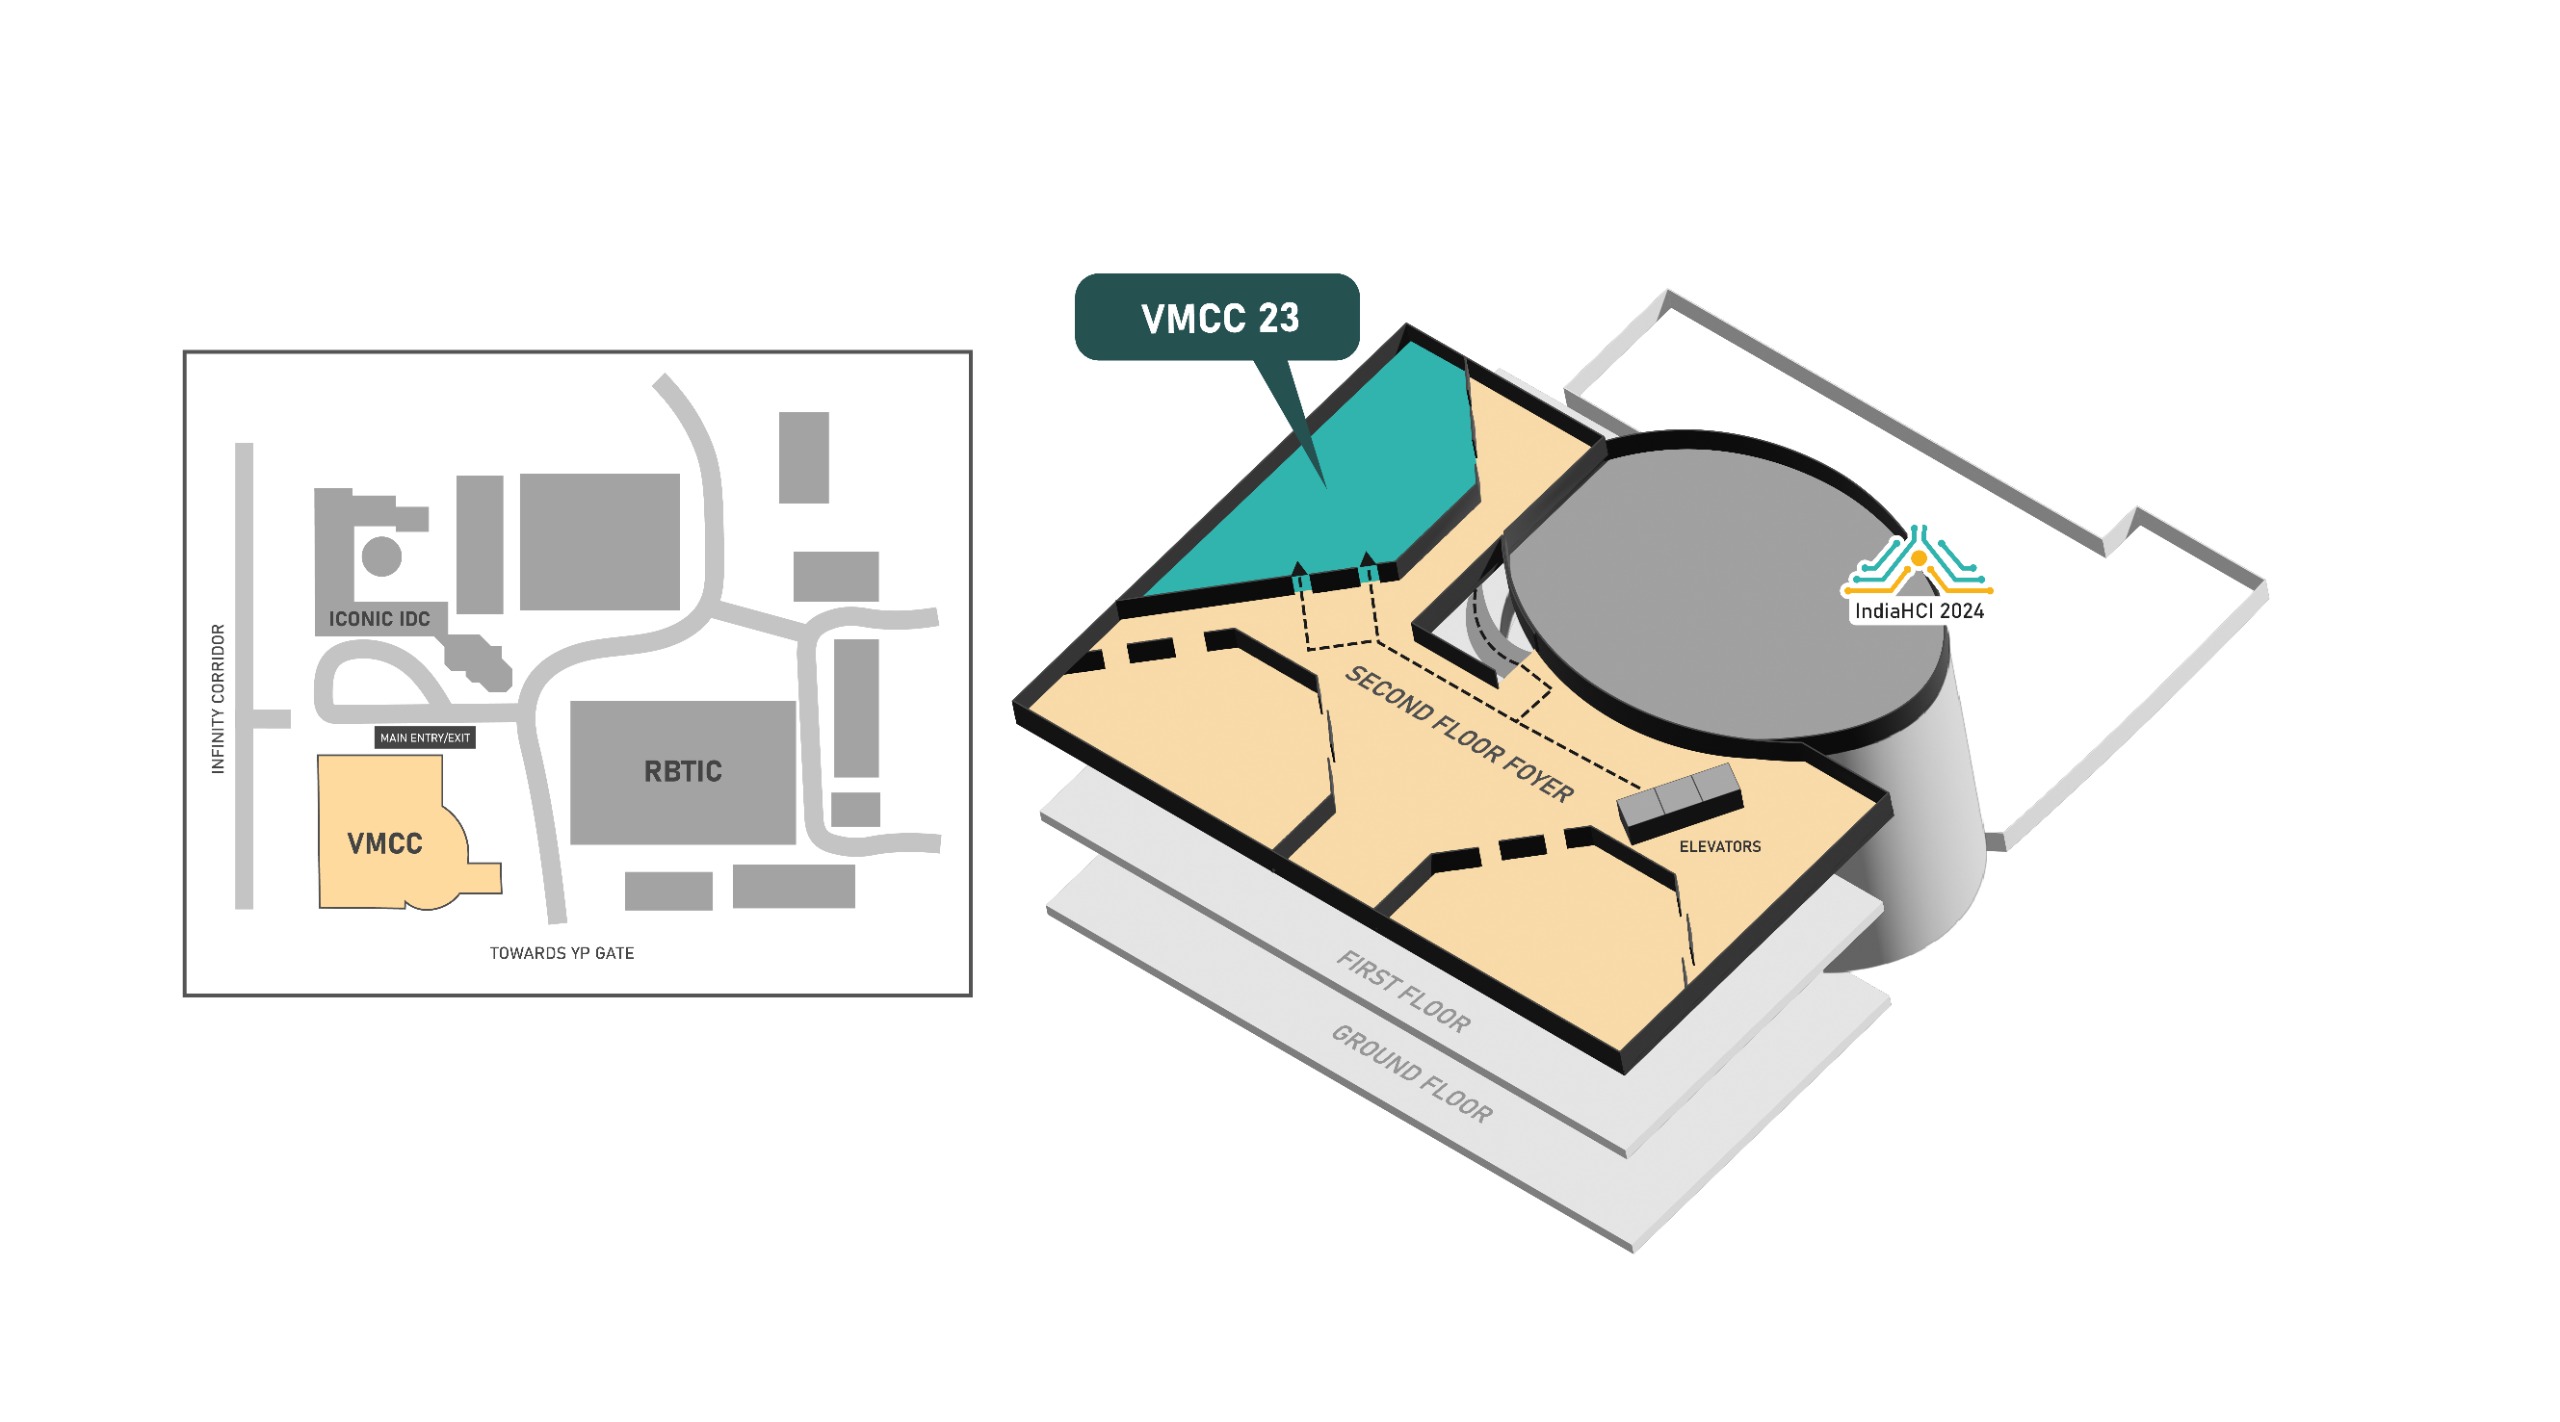 INFINITY CORRIDOR
ICONIC IDC
MAIN ENTRY/EXIT
VMCC
RBTIC
TOWARDS YP GATE
VMCC 23
IndiaHCI 2024
SECOND FLOOR FOYER
ELEVATORS
FIRST FLOOR
GROUND FLOOR